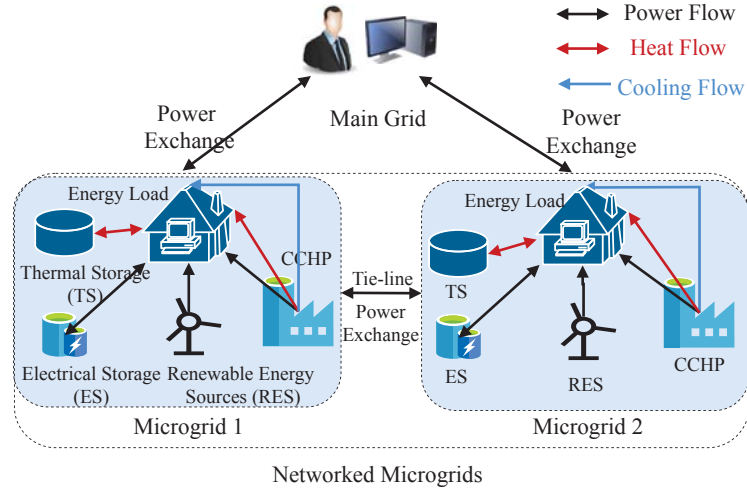 Power Flow
Heat Flow
Cooling Flow
Main Grid
Power
Exchange
Power
Exchange
Energy Load
Thermal Storage
(TS)
CCHP
Electrical Storage
(ES)
Renewable Energy
Sources (RES)
Microgrid 1
Tie-line
Power
Exchange
Energy Load
TS
ES
RES
CCHP
Microgrid 2
Networked Microgrids